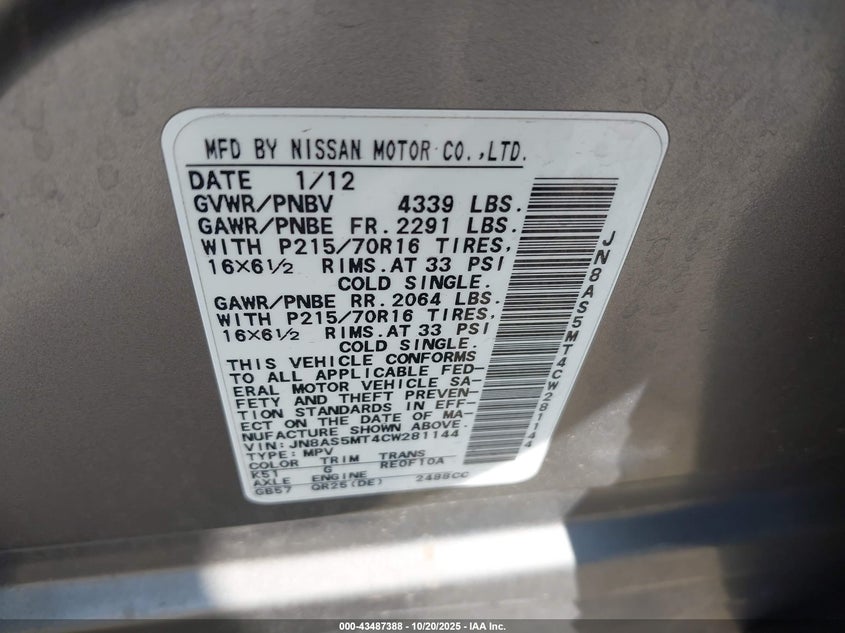 MFD BY NISSAN MOTOR CO.,LTD.
DATE 1/12
GVWR/PNBV 4339 LBS.
GAWR/PNBE FR.2291 LBS.
WITH P215/70R16 TIRES,
16×6½ RIMS.AT 33 PSI
COLD SINGLE.
GAWR/PNBE RR.2064 LBS.
WITH P215/70R16 TIRES,
16×6½ RIMS.AT 33 PSI
COLD SINGLE.
THIS VEHICLE CONFORMS
TO ALL APPLICABLE FED-
ERAL MOTOR VEHICLE SA-
FETY AND THEFT PREVEN-
TION STANDARDS IN EFF-
ECT ON THE DATE OF MA-
NUFACTURE SHOWN ABOVE.
VIN:JN8AS5MT4CW281144
TYPE:MPV
COLOR TRIM TRANS
K51 G RE0F10A
AXLE ENGINE
GB57 QR25(DE) 2488CC
JN8AS5MT4CW281144
000-43487388 - 10/20/2025 - IAA Inc.